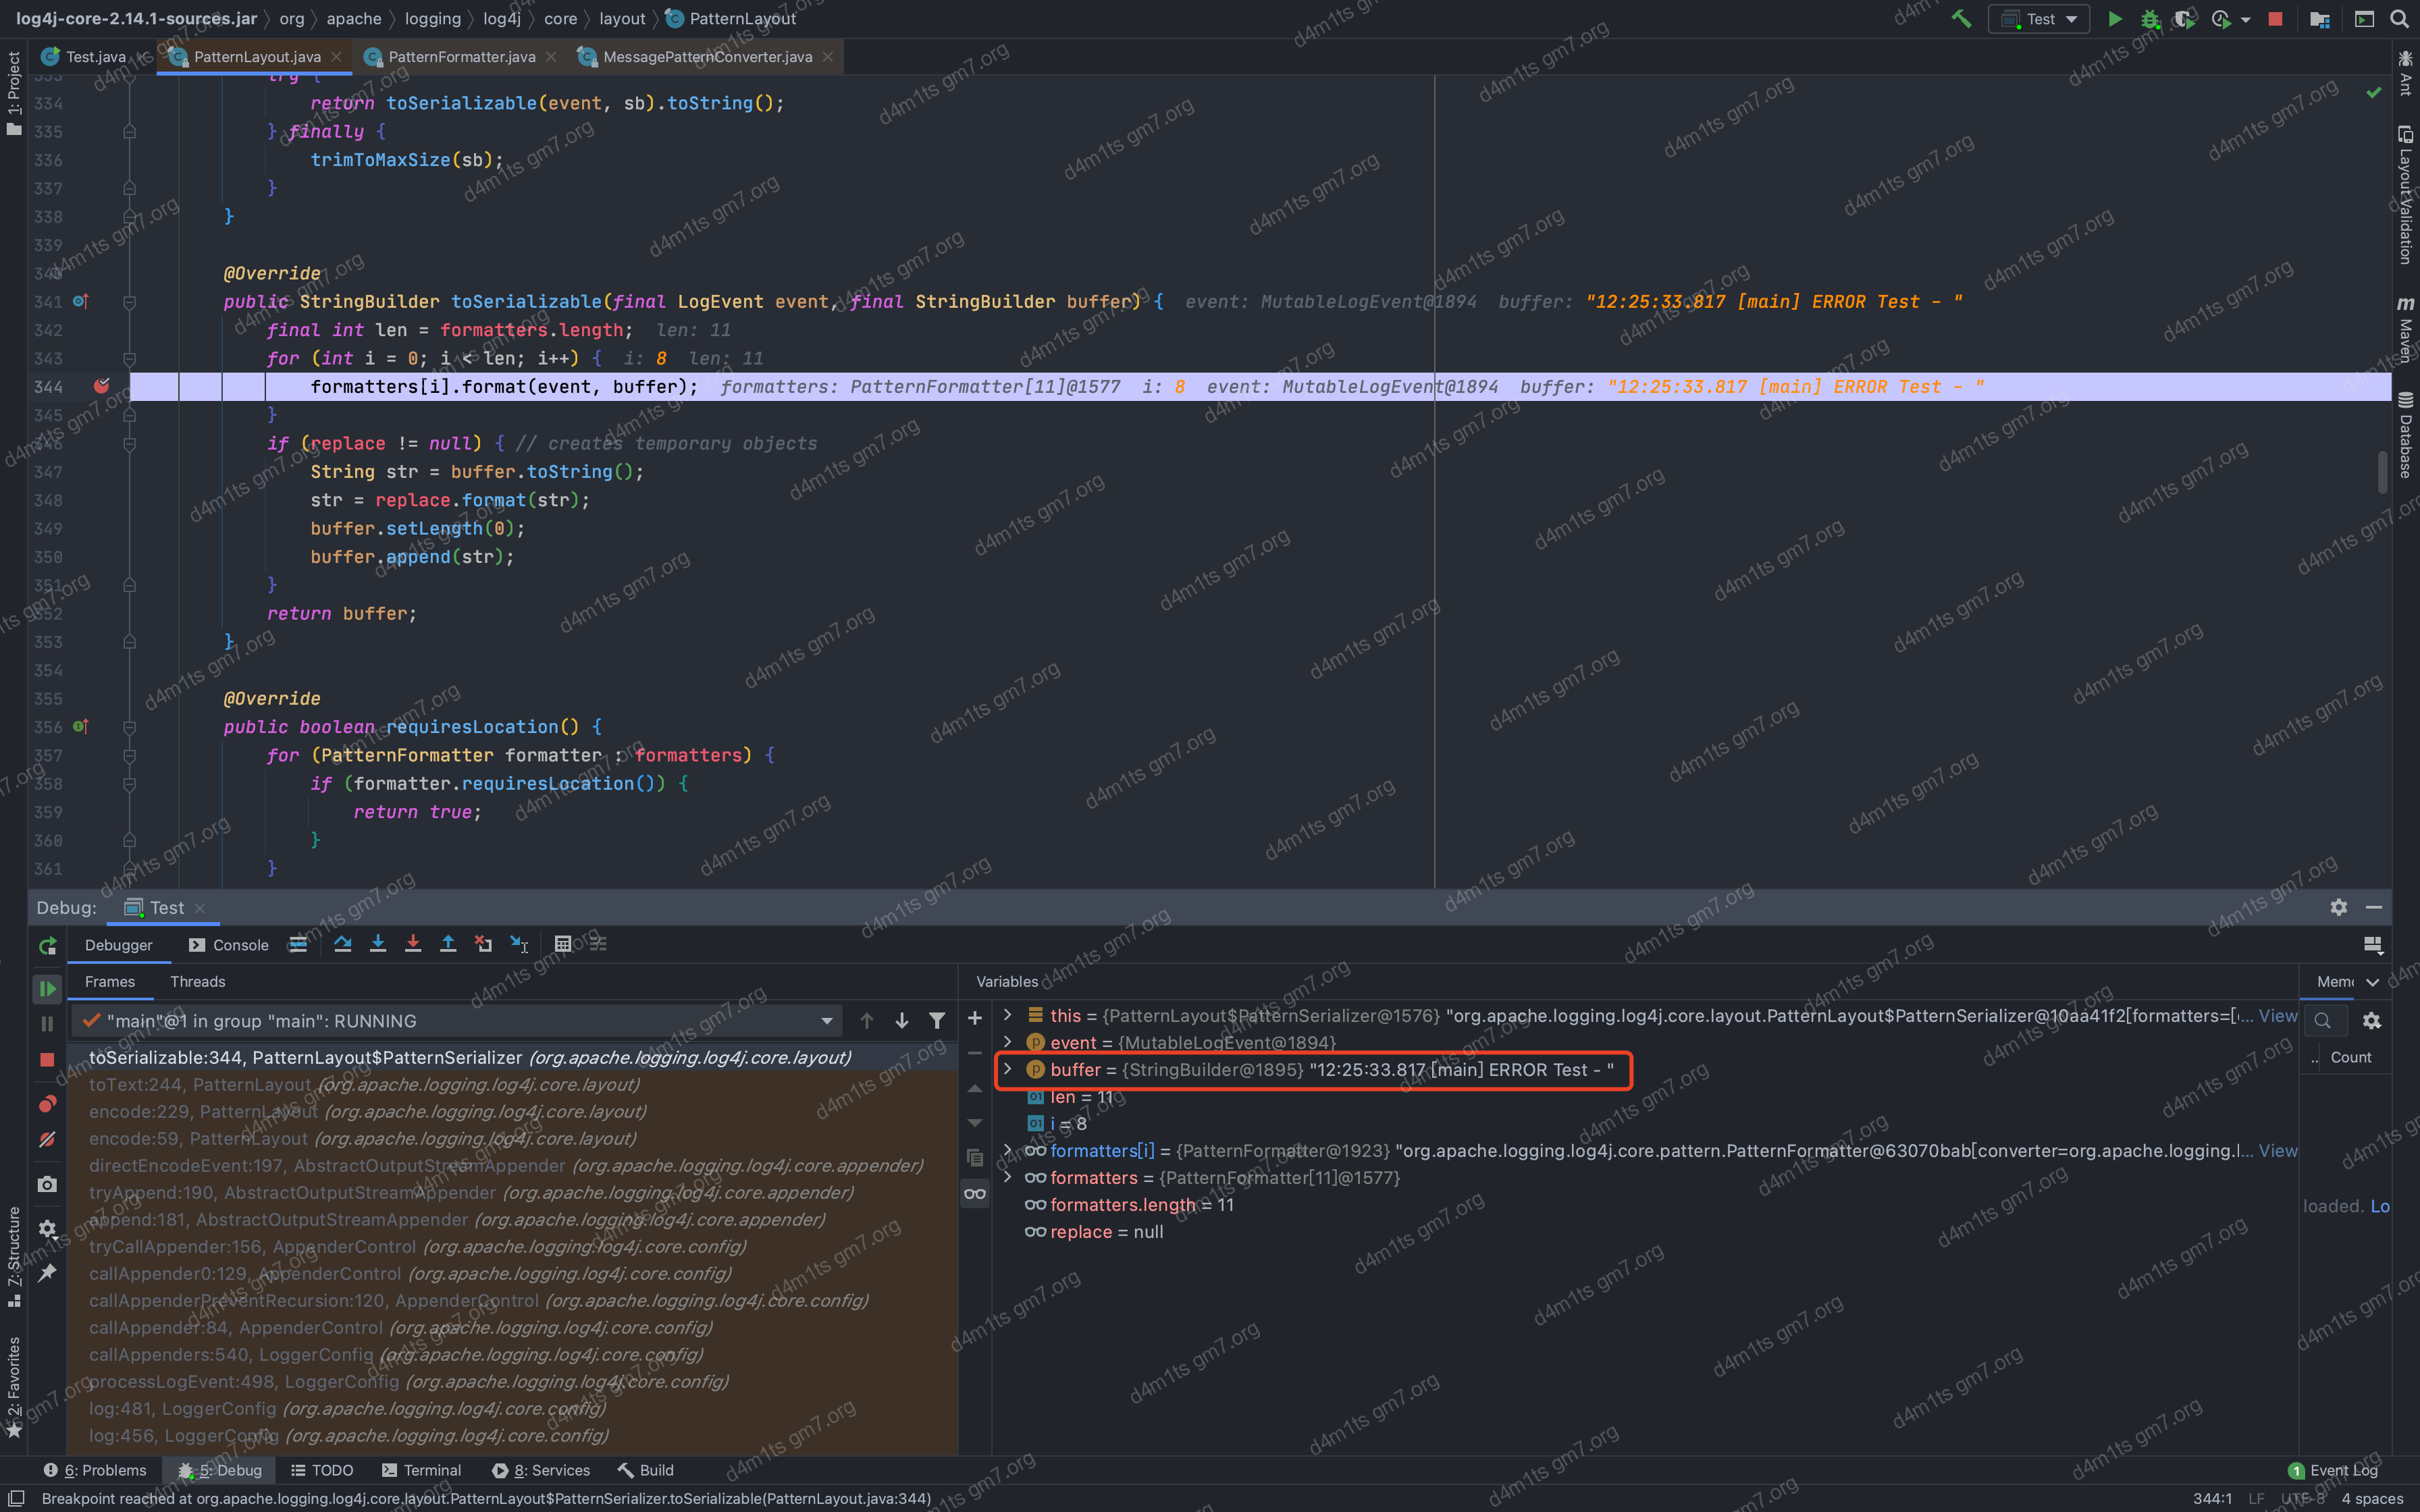 log4j-core-2.14.1-sources.jar org apache logging log4j core layout PatternLayout Test
Test.java PatternLayout.java PatternFormatter.java MessagePatternConverter.java
334 return toSerializable(event, sb).toString();
335 } finally {
336 trimToMaxSize(sb);
337 }
338 }
339
340 @Override
341 public StringBuilder toSerializable(final LogEvent event, final StringBuilder buffer) { event: MutableLogEvent@1894 buffer: "12:25:33.817 [main] ERROR Test - "
342 final int len = formatters.length; len: 11
343 for (int i = 0; i < len; i++) { i: 8 len: 11
344 formatters[i].format(event, buffer); formatters: PatternFormatter[11]@1577 i: 8 event: MutableLogEvent@1894 buffer: "12:25:33.817 [main] ERROR Test - "
345 }
346 if (replace != null) { // creates temporary objects
347 String str = buffer.toString();
348 str = replace.format(str);
349 buffer.setLength(0);
350 buffer.append(str);
351 }
352 return buffer;
353 }
354
355 @Override
356 public boolean requiresLocation() {
357 for (PatternFormatter formatter : formatters) {
358 if (formatter.requiresLocation()) {
359 return true;
360 }
361 }
Debug: Test
Debugger Console
Frames Threads Variables Mem
"main"@1 in group "main": RUNNING
toSerializable:344, PatternLayout$PatternSerializer (org.apache.logging.log4j.core.layout)
toText:244, PatternLayout (org.apache.logging.log4j.core.layout)
encode:229, PatternLayout (org.apache.logging.log4j.core.layout)
encode:59, PatternLayout (org.apache.logging.log4j.core.layout)
directEncodeEvent:197, AbstractOutputStreamAppender (org.apache.logging.log4j.core.appender)
tryAppend:190, AbstractOutputStreamAppender (org.apache.logging.log4j.core.appender)
append:181, AbstractOutputStreamAppender (org.apache.logging.log4j.core.appender)
tryCallAppender:156, AppenderControl (org.apache.logging.log4j.core.config)
callAppender0:129, AppenderControl (org.apache.logging.log4j.core.config)
callAppenderPreventRecursion:120, AppenderControl (org.apache.logging.log4j.core.config)
callAppender:84, AppenderControl (org.apache.logging.log4j.core.config)
callAppenders:540, LoggerConfig (org.apache.logging.log4j.core.config)
processLogEvent:498, LoggerConfig (org.apache.logging.log4j.core.config)
log:481, LoggerConfig (org.apache.logging.log4j.core.config)
log:456, LoggerConfig (org.apache.logging.log4j.core.config)
this = {PatternLayout$PatternSerializer@1576} "org.apache.logging.log4j.core.layout.PatternLayout$PatternSerializer@10aa41f2[formatters=[... View
event = {MutableLogEvent@1894}
buffer = {StringBuilder@1895} "12:25:33.817 [main] ERROR Test - "
len = 11
i = 8
formatters[i] = {PatternFormatter@1923} "org.apache.logging.log4j.core.pattern.PatternFormatter@63070bab[converter=org.apache.logging.l... View
formatters = {PatternFormatter[11]@1577}
formatters.length = 11
replace = null
.. Count
loaded. Lo
1: Project
7: Structure
2: Favorites
Ant
Layout Validation
Maven
Database
6: Problems 5: Debug TODO Terminal 8: Services Build 1 Event Log
Breakpoint reached at org.apache.logging.log4j.core.layout.PatternLayout$PatternSerializer.toSerializable(PatternLayout.java:344) 344:1 LF UTF-8 4 spaces
d4m1ts gm7.org